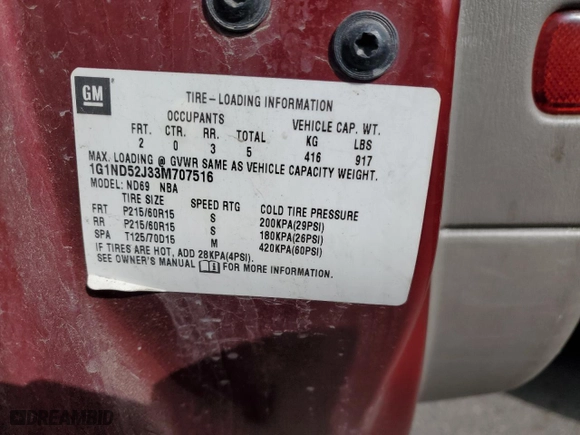 GM
TIRE-LOADING INFORMATION
OCCUPANTS VEHICLE CAP. WT.
FRT. CTR. RR. TOTAL KG LBS
2 0 3 5 416 917
MAX. LOADING @ GVWR SAME AS VEHICLE CAPACITY WEIGHT.
1G1ND52J33M707516
MODEL: ND69 NBA
TIRE SIZE SPEED RTG COLD TIRE PRESSURE
FRT P215/60R15 S 200KPA(29PSI)
RR P215/60R15 S 180KPA(26PSI)
SPA T125/70D15 M 420KPA(60PSI)
IF TIRES ARE HOT, ADD 28KPA(4PSI).
SEE OWNER'S MANUAL FOR MORE INFORMATION.
DREAMBID